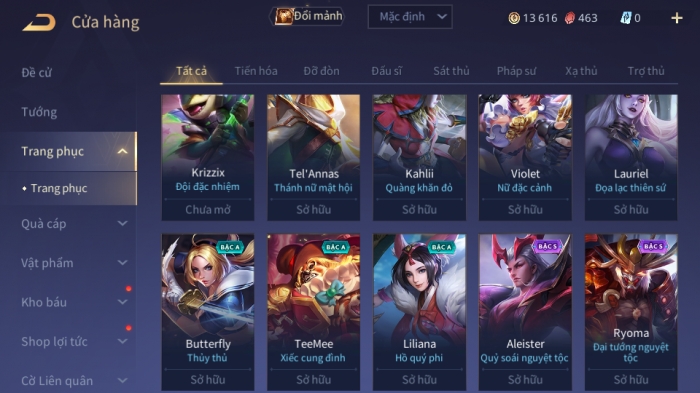 Cửa hàng
Đổi mảnh
Mặc định
13 616
463
0
Đề cử
Tướng
Trang phục
Trang phục
Quà cáp
Vật phẩm
Kho báu
Shop lợi tức
Cờ Liên quân
Tất cả Tiến hóa Đỡ đòn Đấu sĩ Sát thủ Pháp sư Xạ thủ Trợ thủ
Krizzix
Đội đặc nhiệm
Chưa mở
Tel'Annas
Thánh nữ mật hội
Sở hữu
Kahlii
Quàng khăn đỏ
Sở hữu
Violet
Nữ đặc cảnh
Sở hữu
Lauriel
Đọa lạc thiên sứ
Sở hữu
BẬC A
Butterfly
Thủy thủ
Sở hữu
BẬC A
TeeMee
Xiếc cung đình
Sở hữu
BẬC A
Liliana
Hồ quý phi
Sở hữu
BẬC S
Aleister
Quỷ soái nguyệt tộc
Sở hữu
BẬC S
Ryoma
Đại tướng nguyệt
tộc
Sở hữu